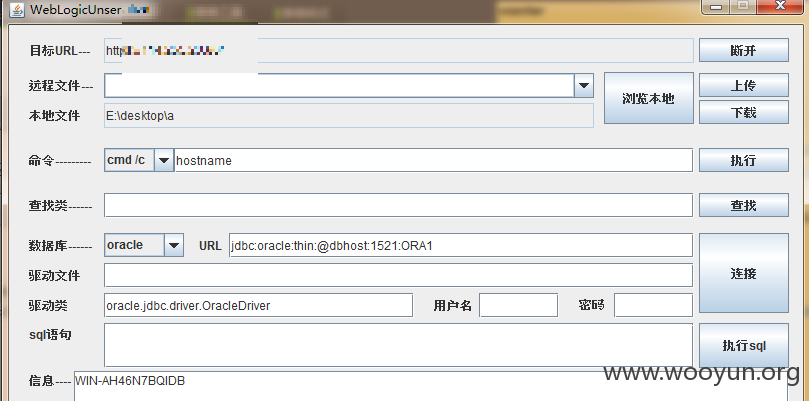 WebLogicUnser
目标URL--- http 断开
远程文件--- 浏览本地 上传
本地文件 E:\desktop\a 下载
命令--------- cmd /c hostname 执行
查找类------ 查找
数据库------ oracle URL jdbc:oracle:thin:@dbhost:1521:ORA1 连接
驱动文件
驱动类 oracle.jdbc.driver.OracleDriver 用户名 密码
sql语句 执行sql
信息---- WIN-AH46N7BQIDB
www.wooyun.org